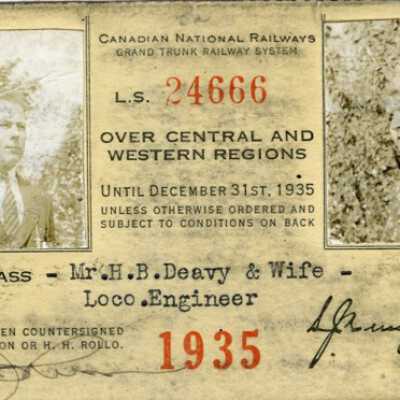 CANADIAN NATIONAL RAILWAYS
GRAND TRUNK RAILWAY SYSTEM
L.S. 24666
OVER CENTRAL AND
WESTERN REGIONS
UNTIL DECEMBER 31ST, 1935
UNLESS OTHERWISE ORDERED AND
SUBJECT TO CONDITIONS ON BACK
ASS - Mr.H.B.Deavy & Wife -
Loco.Engineer
EN COUNTERSIGNED
ON OR H. H. ROLLO.
1935